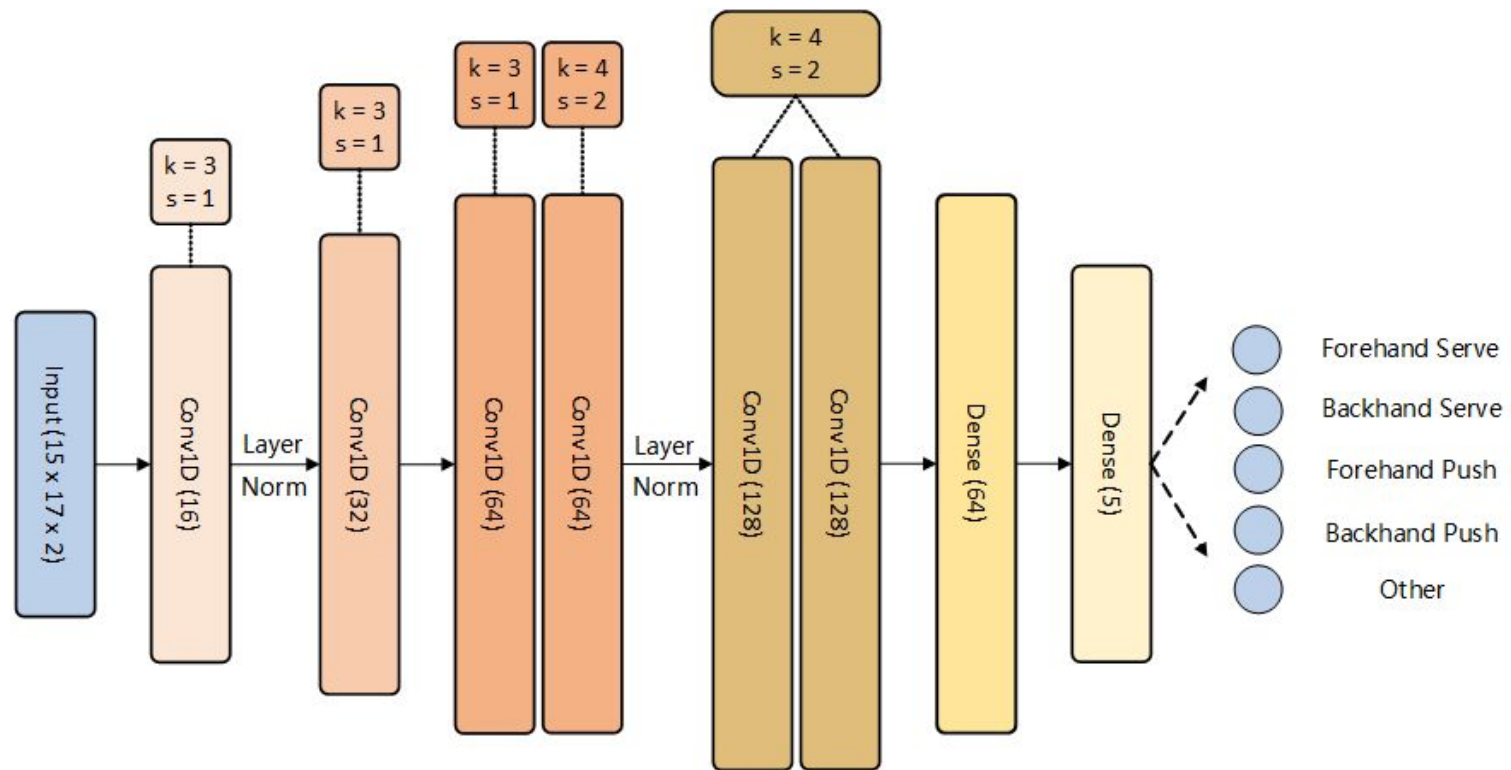 k = 3
s = 1
k = 3
s = 1
k = 3
s = 1
k = 4
s = 2
k = 4
s = 2
Input (15 x 17 x 2)
Conv1D (16)
Layer
Norm
Conv1D (32)
Conv1D (64)
Conv1D (64)
Layer
Norm
Conv1D (128)
Conv1D (128)
Dense (64)
Dense (5)
Forehand Serve
Backhand Serve
Forehand Push
Backhand Push
Other